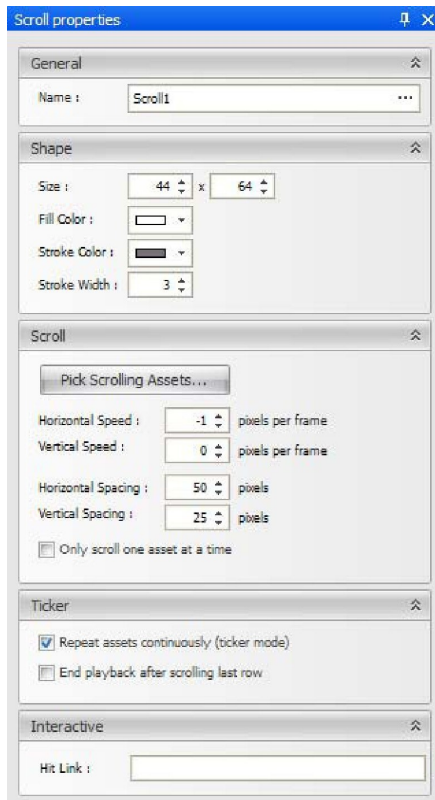 Scroll properties
General
Name : Scroll1 ...
Shape
Size : 44 x 64
Fill Color :
Stroke Color :
Stroke Width : 3
Scroll
Pick Scrolling Assets...
Horizontal Speed : -1 pixels per frame
Vertical Speed : 0 pixels per frame
Horizontal Spacing : 50 pixels
Vertical Spacing : 25 pixels
Only scroll one asset at a time
Ticker
Repeat assets continuously (ticker mode)
End playback after scrolling last row
Interactive
Hit Link :